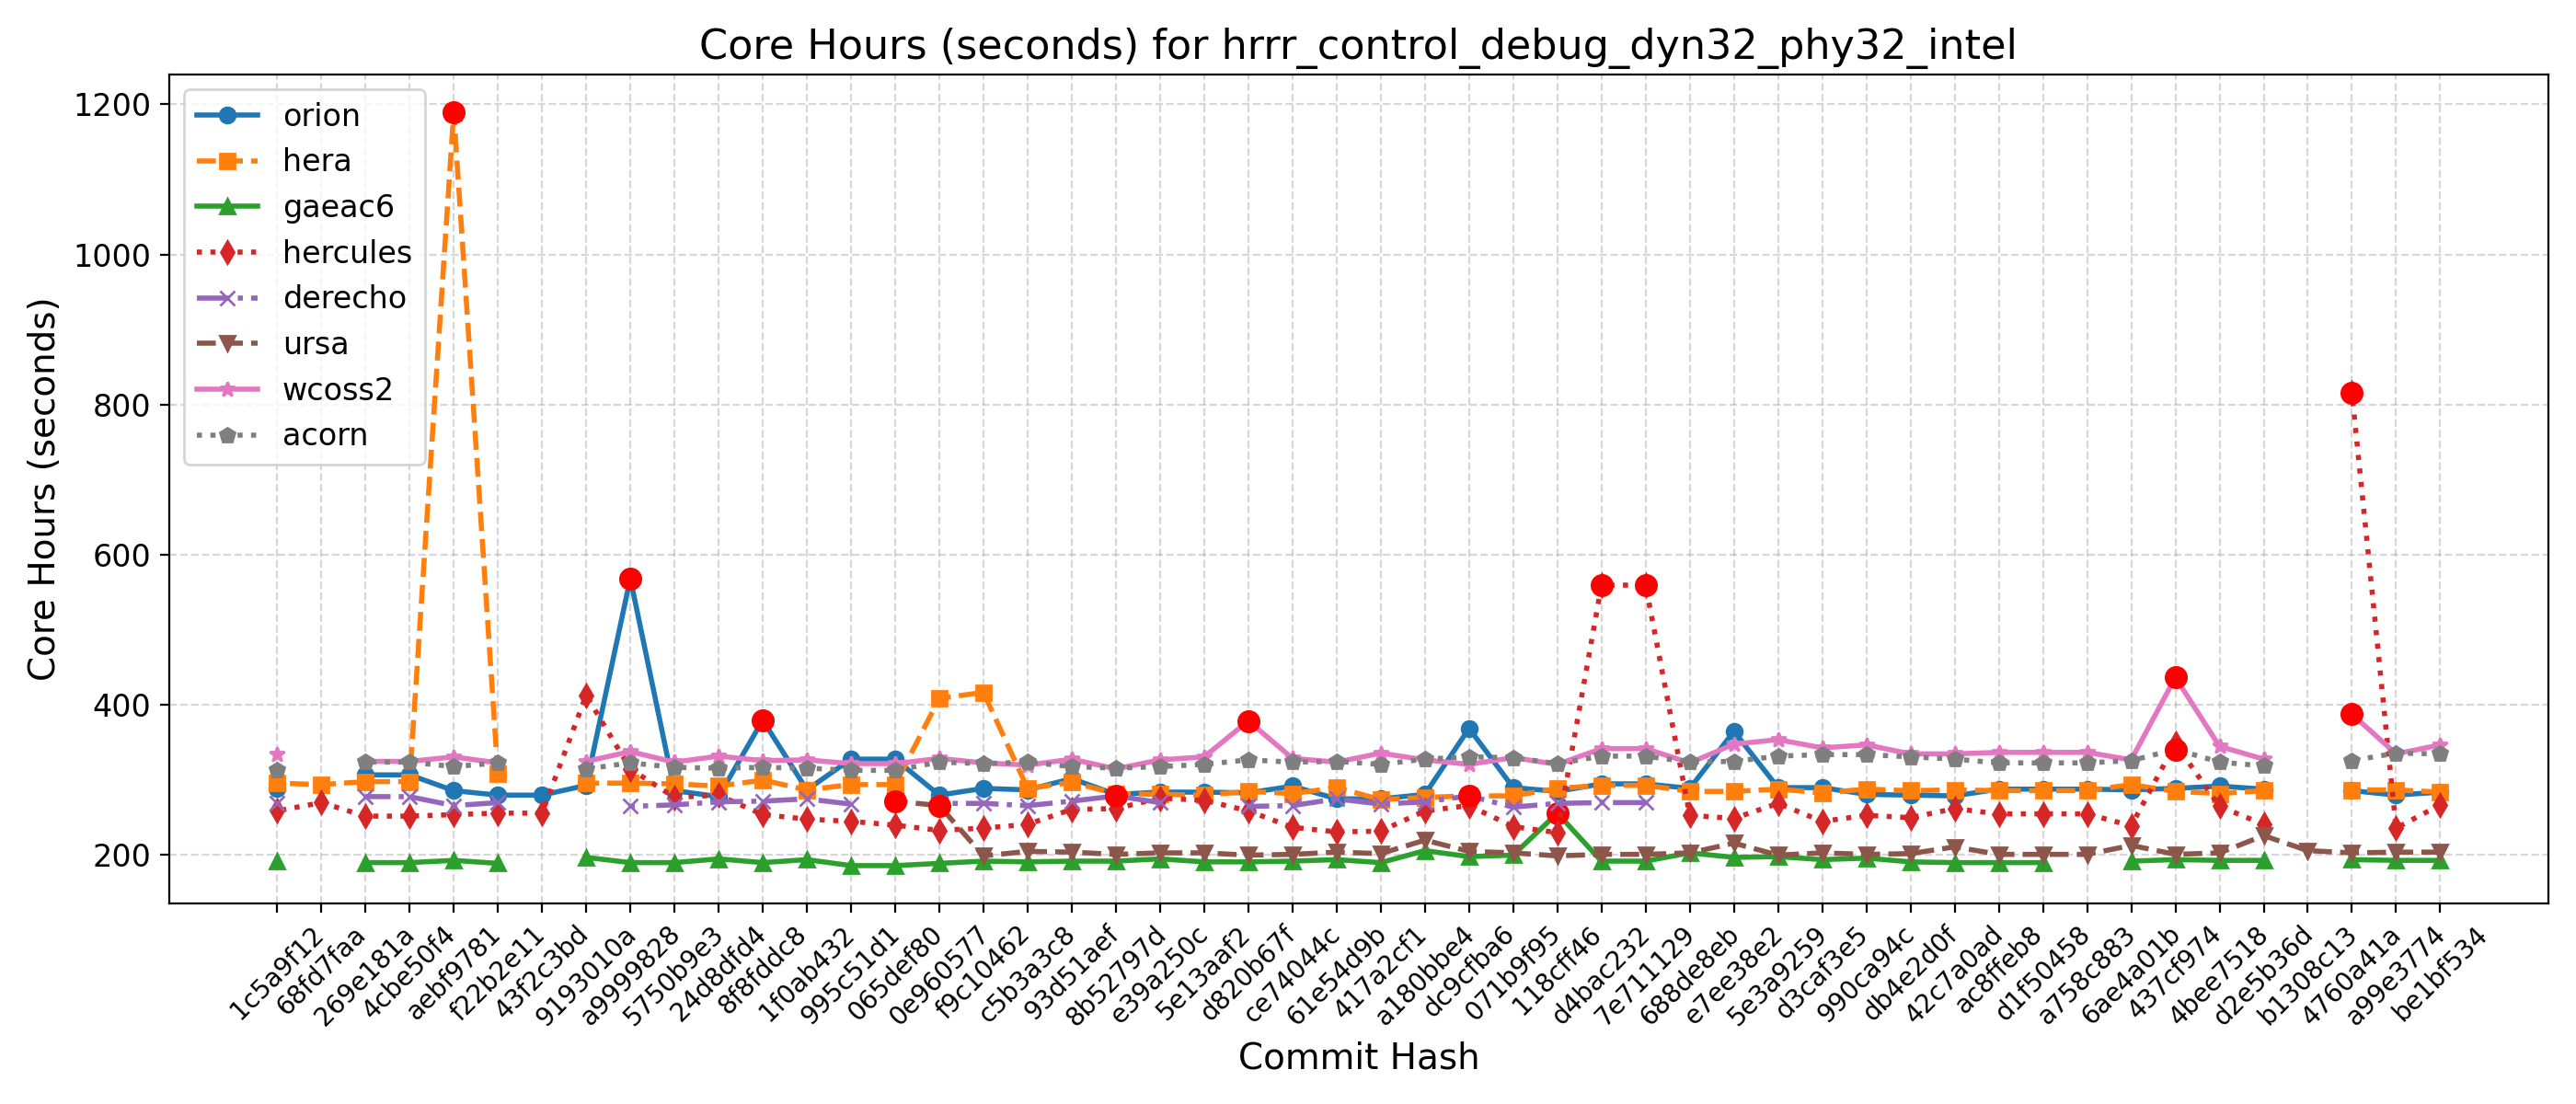 Core Hours (seconds) for hrrr_control_debug_dyn32_phy32_intel
Core Hours (seconds)
1200
1000
800
600
400
200
orion
hera
gaeac6
hercules
derecho
ursa
wcoss2
acorn
1c5a9f12
68fd7faa
269e181a
4cbe50f4
aebf9781
f22b2e11
43f2c3bd
9193010a
a9999828
5750b9e3
24d8dfd4
8f8fddc8
1f0ab432
995c51d1
065def80
0e960577
f9c10462
c5b3a3c8
93d51aef
8b52797d
e39a250c
5e13aaf2
d820b67f
ce74044c
61e54d9b
417a2cf1
a180bbe4
dc9cfba6
071b9f95
118cff46
d4bac232
7e711129
688de8eb
e7ee38e2
5e3a9259
d3caf3e5
990ca94c
db4e2d0f
42c7a0ad
ac8ffeb8
d1f50458
a758c883
6ae4a01b
437cf974
4bee7518
d2e5b36d
b1308c13
4760a41a
a99e3774
be1bf534
Commit Hash